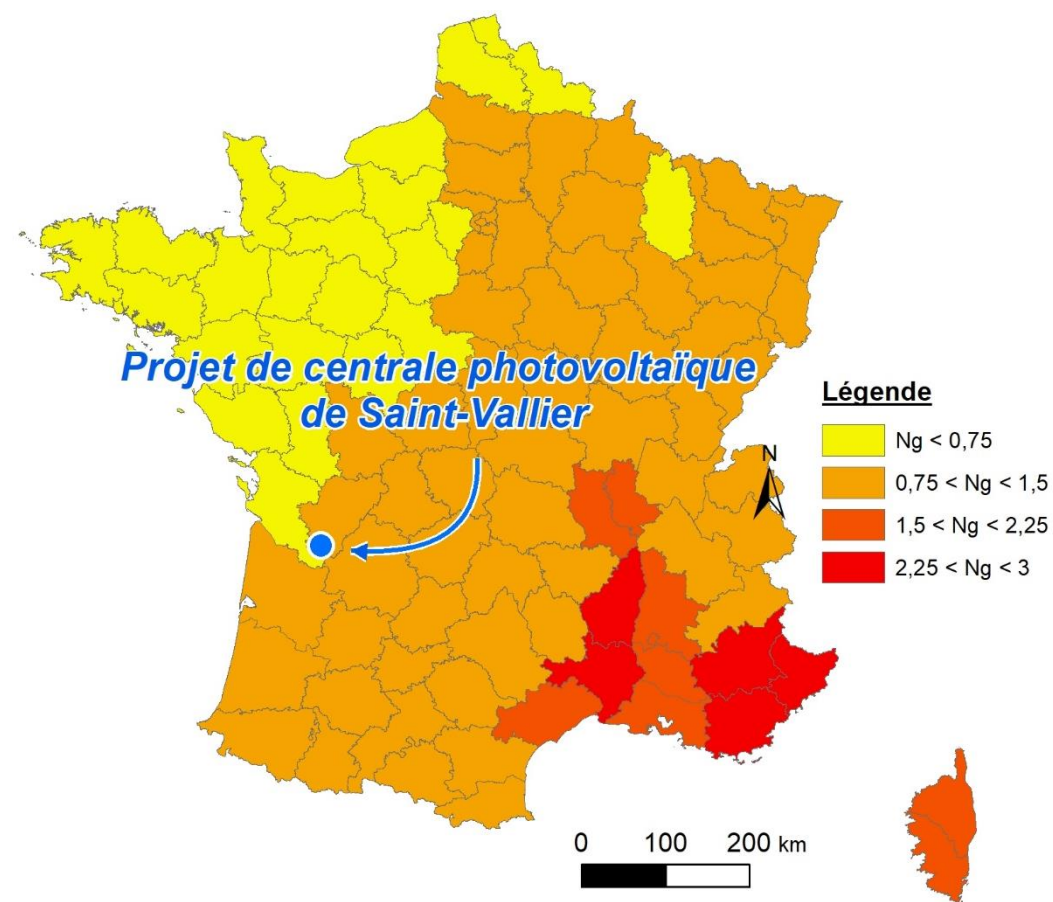 Projet de centrale photovoltaïque
de Saint-Vallier
Légende
Ng < 0,75
N
0,75 < Ng < 1,5
1,5 < Ng < 2,25
2,25 < Ng < 3
0 100 200 km